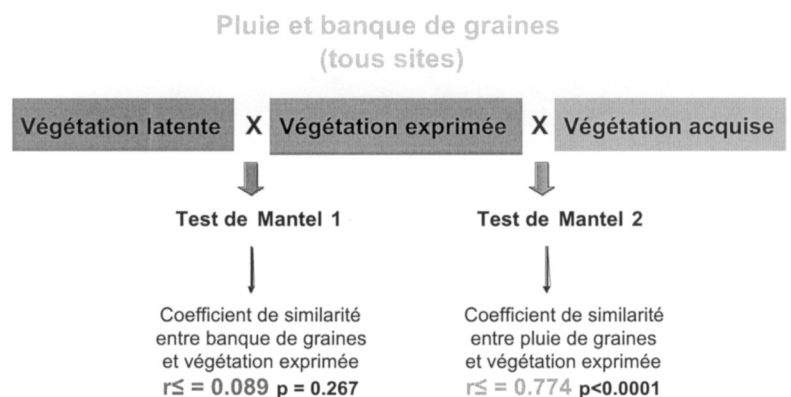 Pluie et banque de graines
(tous sites)
Végétation latente X Végétation exprimée X Végétation acquise
Test de Mantel 1
Test de Mantel 2
Coefficient de similarité
entre banque de graines
et végétation exprimée
r≤ = 0.089 p = 0.267
Coefficient de similarité
entre pluie de graines
et végétation exprimée
r≤ = 0.774 p<0.0001